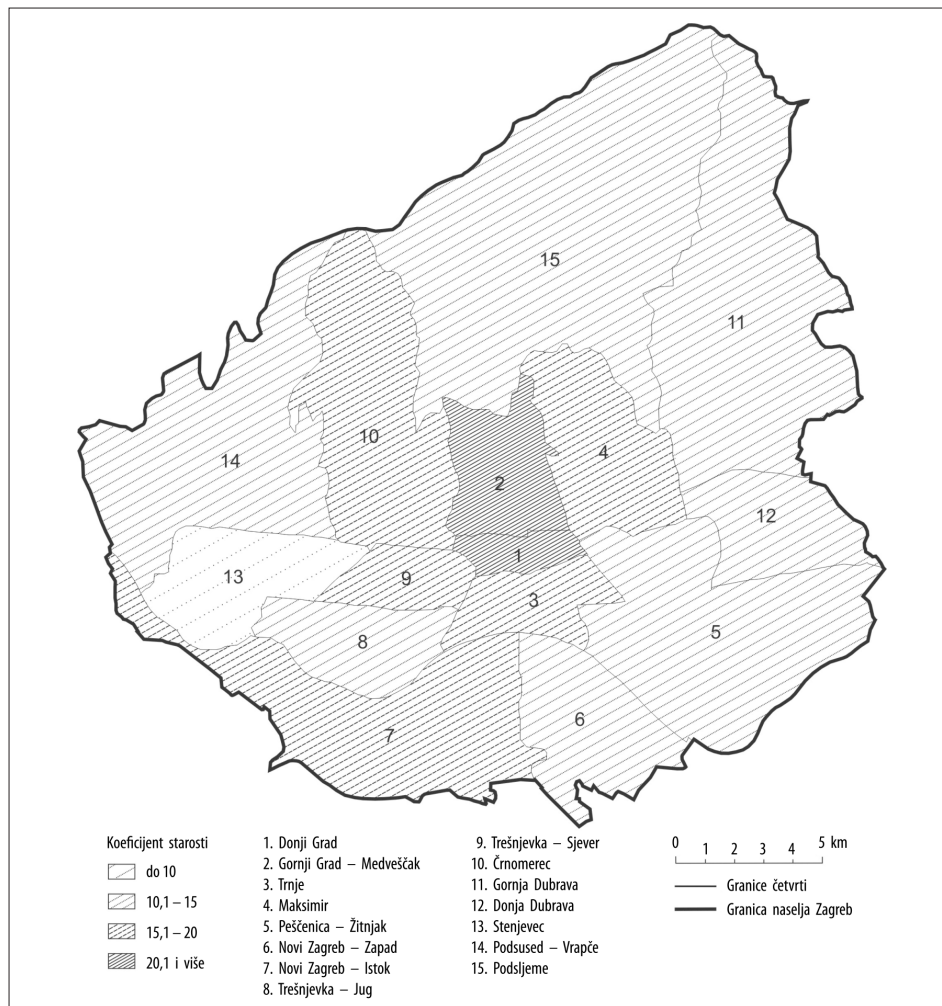 15
11
10
4
14
2
12
1
13
9
3
5
8
6
7
Koeficijent starosti
do 10
10,1 – 15
15,1 – 20
20,1 i više
1. Donji Grad
2. Gornji Grad – Medveščak
3. Trnje
4. Maksimir
5. Peščenica – Žitnjak
6. Novi Zagreb – Zapad
7. Novi Zagreb – Istok
8. Trešnjevka – Jug
9. Trešnjevka – Sjever
10. Črnomerec
11. Gornja Dubrava
12. Donja Dubrava
13. Stenjevec
14. Podsused – Vrapče
15. Podsljeme
0 1 2 3 4 5 km
Granice četvrti
Granica naselja Zagreb